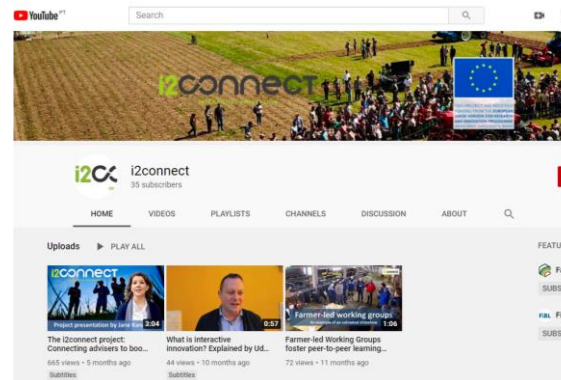 YouTube PT
Search
i2connect
i2connect
35 subscribers
HOME VIDEOS PLAYLISTS CHANNELS DISCUSSION ABOUT
Uploads PLAY ALL
FEATU
i2CONNECT
Project presentation by Jana
2:04
0:57
Farmer-led working groups
1:06
The i2connect project:
Connecting advisers to boo...
665 views • 5 months ago
Subtitles
What is interactive
innovation? Explained by Ud...
44 views • 10 months ago
Subtitles
Farmer-Led Working Groups
foster peer-to-peer learning...
72 views • 11 months ago
SUBS
SUBS